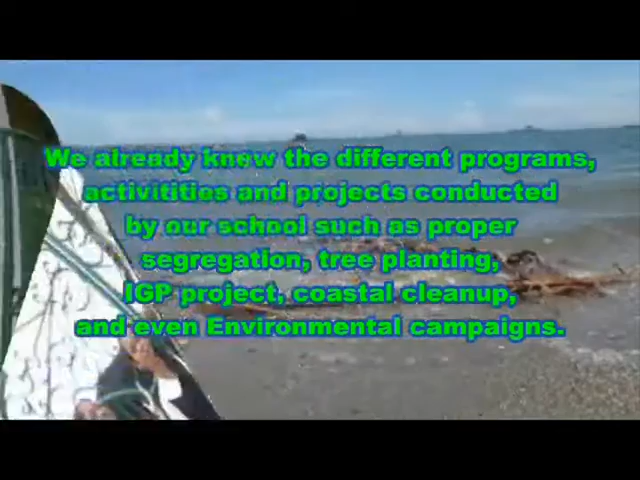 We already knew the different programs,
activitities and projects conducted
by our school such as proper
segregation, tree planting,
IGP project, coastal cleanup,
and even Environmental campaigns.